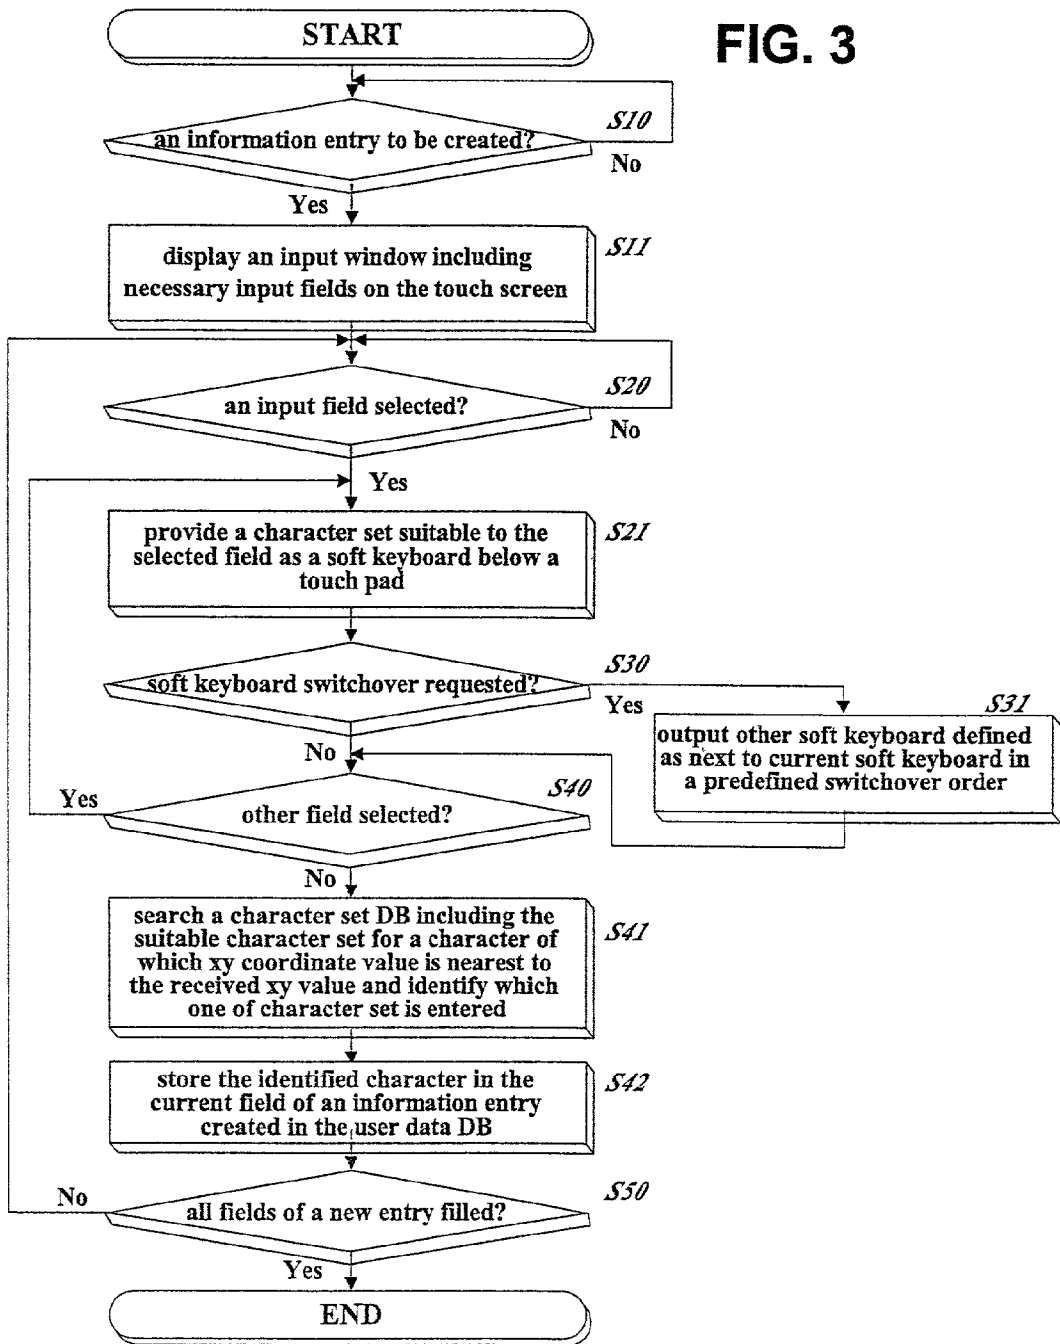 START
FIG. 3
S10
an information entry to be created?
No
Yes
S11
display an input window including
necessary input fields on the touch screen
S20
an input field selected?
No
Yes
provide a character set suitable to the
selected field as a soft keyboard below a
touch pad
S21
S30
soft keyboard switchover requested?
Yes
S31
output other soft keyboard defined
as next to current soft keyboard in
a predefined switchover order
No
S40
Yes
other field selected?
No
search a character set DB including the
suitable character set for a character of
which xy coordinate value is nearest to
the received xy value and identify which
one of character set is entered
S41
store the identified character in the
current field of an information entry
created in the user data DB
S42
S50
No
all fields of a new entry filled?
Yes
END